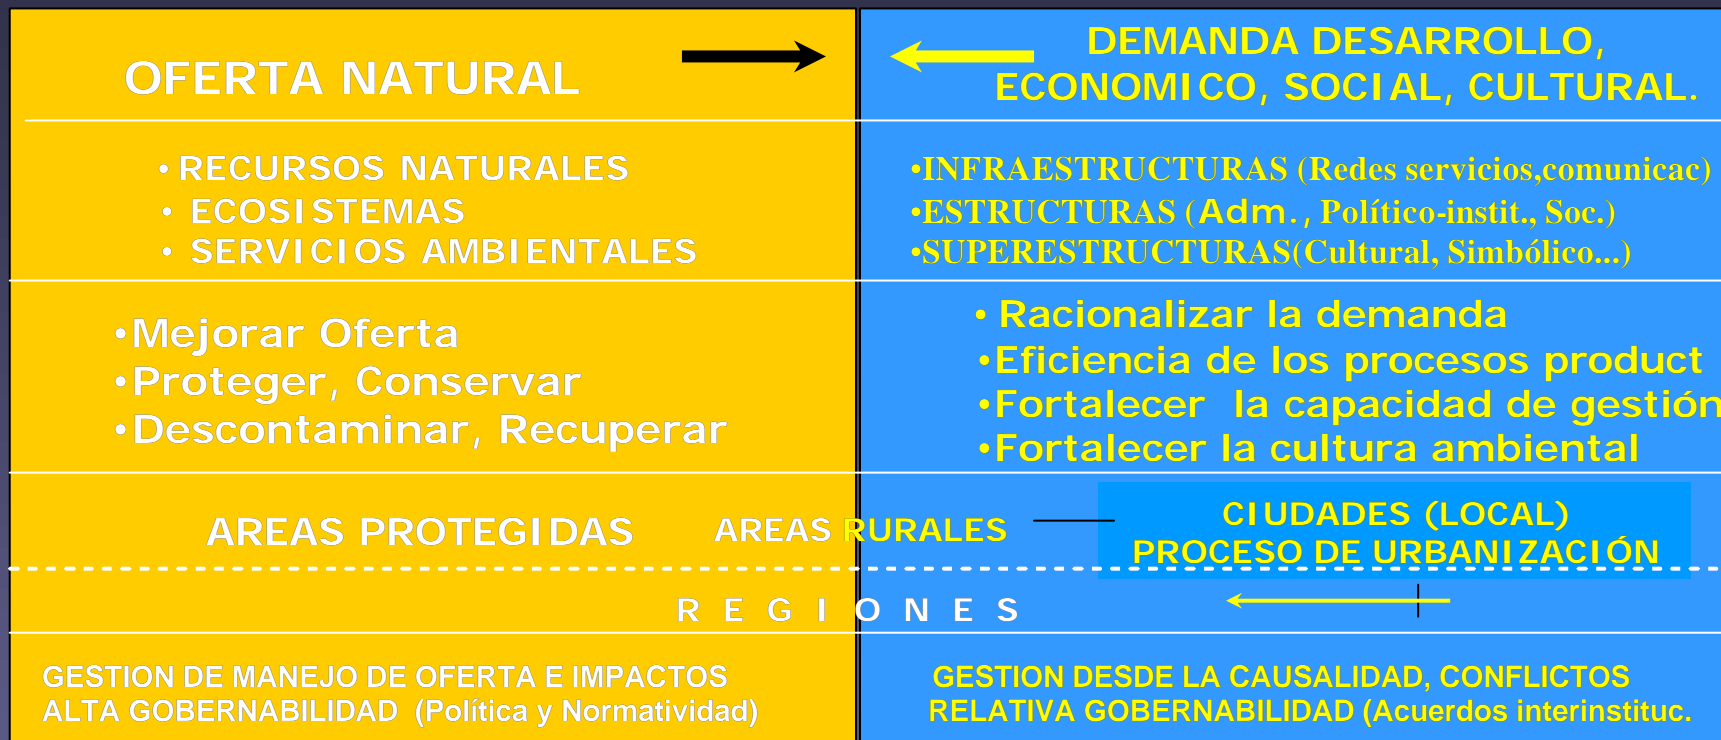 OFERTA NATURAL
DEMANDA DESARROLLO,
ECONOMICO, SOCIAL, CULTURAL.
• RECURSOS NATURALES
• ECOSISTEMAS
• SERVICIOS AMBIENTALES
•INFRAESTRUCTURAS (Redes servicios,comunicac)
•ESTRUCTURAS (Adm., Político-instit., Soc.)
•SUPERESTRUCTURAS(Cultural, Simbólico...)
•Mejorar Oferta
•Proteger, Conservar
•Descontaminar, Recuperar
• Racionalizar la demanda
•Eficiencia de los procesos product
•Fortalecer la capacidad de gestión
•Fortalecer la cultura ambiental
AREAS PROTEGIDAS
AREAS RURALES
CIUDADES (LOCAL)
PROCESO DE URBANIZACIÓN
R E G I O N E S
GESTION DE MANEJO DE OFERTA E IMPACTOS
ALTA GOBERNABILIDAD (Política y Normatividad)
GESTION DESDE LA CAUSALIDAD, CONFLICTOS
RELATIVA GOBERNABILIDAD (Acuerdos interinstituc.